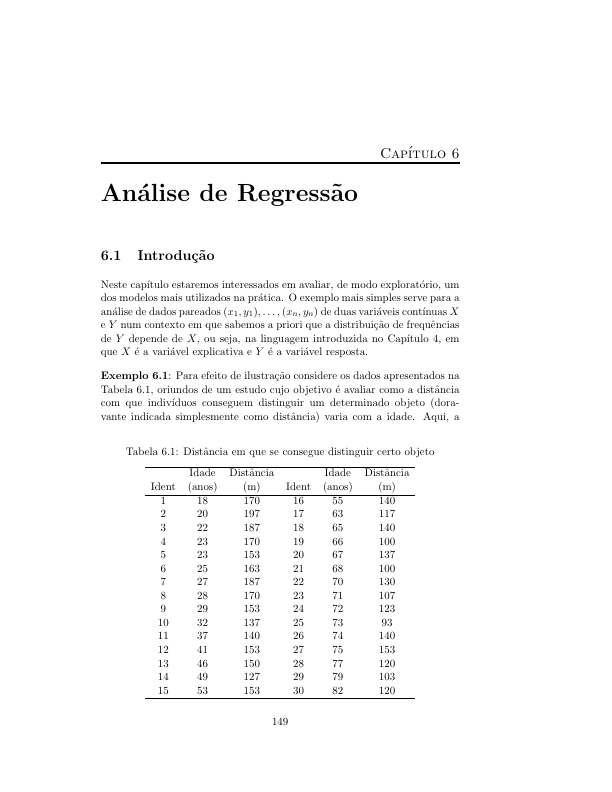 Capítulo 6
Análise de Regressão
6.1 Introdução
Neste capítulo estaremos interessados em avaliar, de modo exploratório, um
dos modelos mais utilizados na prática. O exemplo mais simples serve para a
análise de dados pareados (x₁, y₁), . . . , (xₙ, yₙ) de duas variáveis contínuas X
e Y num contexto em que sabemos a priori que a distribuição de frequências
de Y depende de X, ou seja, na linguagem introduzida no Capítulo 4, em
que X é a variável explicativa e Y é a variável resposta.
Exemplo 6.1: Para efeito de ilustração considere os dados apresentados na
Tabela 6.1, oriundos de um estudo cujo objetivo é avaliar como a distância
com que indivíduos conseguem distinguir um determinado objeto (dora-
vante indicada simplesmente como distância) varia com a idade. Aqui, a
Tabela 6.1: Distância em que se consegue distinguir certo objeto
Idade Distância Idade Distância
Ident (anos) (m) Ident (anos) (m)
1 18 170 16 55 140
2 20 197 17 63 117
3 22 187 18 65 140
4 23 170 19 66 100
5 23 153 20 67 137
6 25 163 21 68 100
7 27 187 22 70 130
8 28 170 23 71 107
9 29 153 24 72 123
10 32 137 25 73 93
11 37 140 26 74 140
12 41 153 27 75 153
13 46 150 28 77 120
14 49 127 29 79 103
15 53 153 30 82 120
149